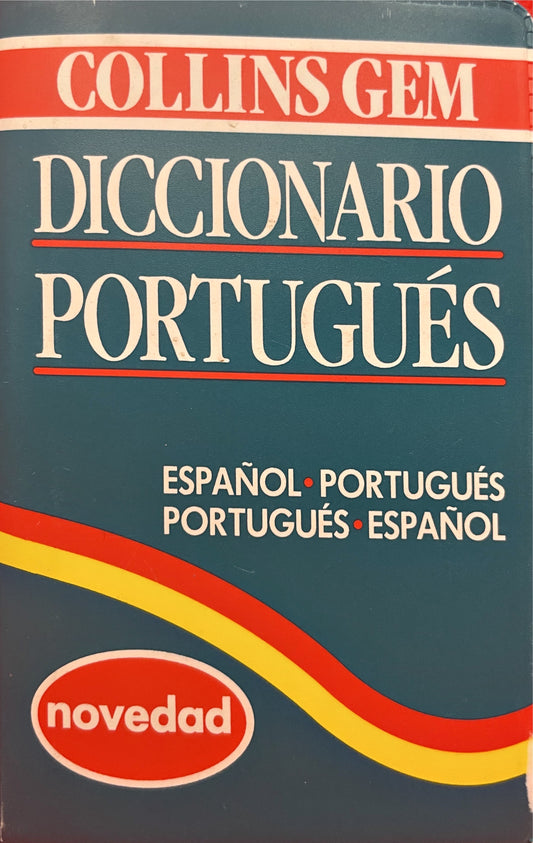 COLLINS GEM
DICCIONARIO
PORTUGUÉS
ESPAÑOL • PORTUGUÉS
PORTUGUÉS • ESPAÑOL
novedad